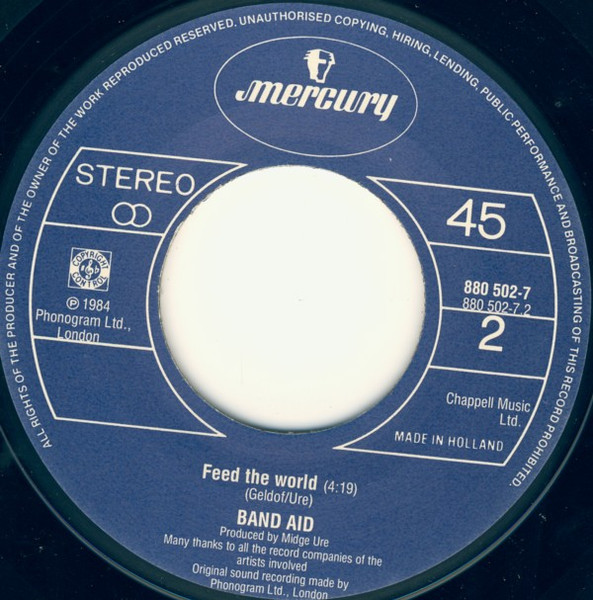 ALL RIGHTS OF THE PRODUCER AND OF THE OWNER OF THE WORK REPRODUCED RESERVED. UNAUTHORISED COPYING, HIRING, LENDING, PUBLIC PERFORMANCE AND BROADCASTING OF THIS RECORD PROHIBITED.
mercury
STEREO
COPYRIGHT CONTROL
℗ 1984
Phonogram Ltd.,
London
45
880 502-7
880 502-7.2
2
Chappell Music
Ltd.
MADE IN HOLLAND
Feed the world (4:19)
(Geldof/Ure)
BAND AID
Produced by Midge Ure
Many thanks to all the record companies of the
artists involved
Original sound recording made by
Phonogram Ltd., London